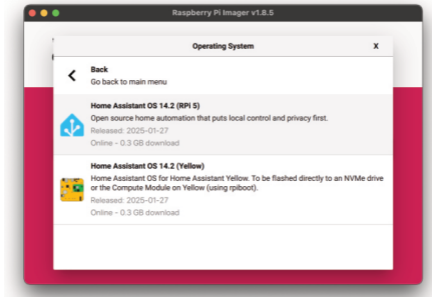 Raspberry Pi Imager v1.8.5
Operating System
X
Back
Go back to main menu
Home Assistant OS 14.2 (RPi 5)
Open source home automation that puts local control and privacy first.
Released: 2025-01-27
Online - 0.3 GB download
Home Assistant OS 14.2 (Yellow)
Home Assistant OS for Home Assistant Yellow. To be flashed directly to an NVMe drive
or the Compute Module on Yellow (using rpiboot).
Released: 2025-01-27
Online - 0.3 GB download